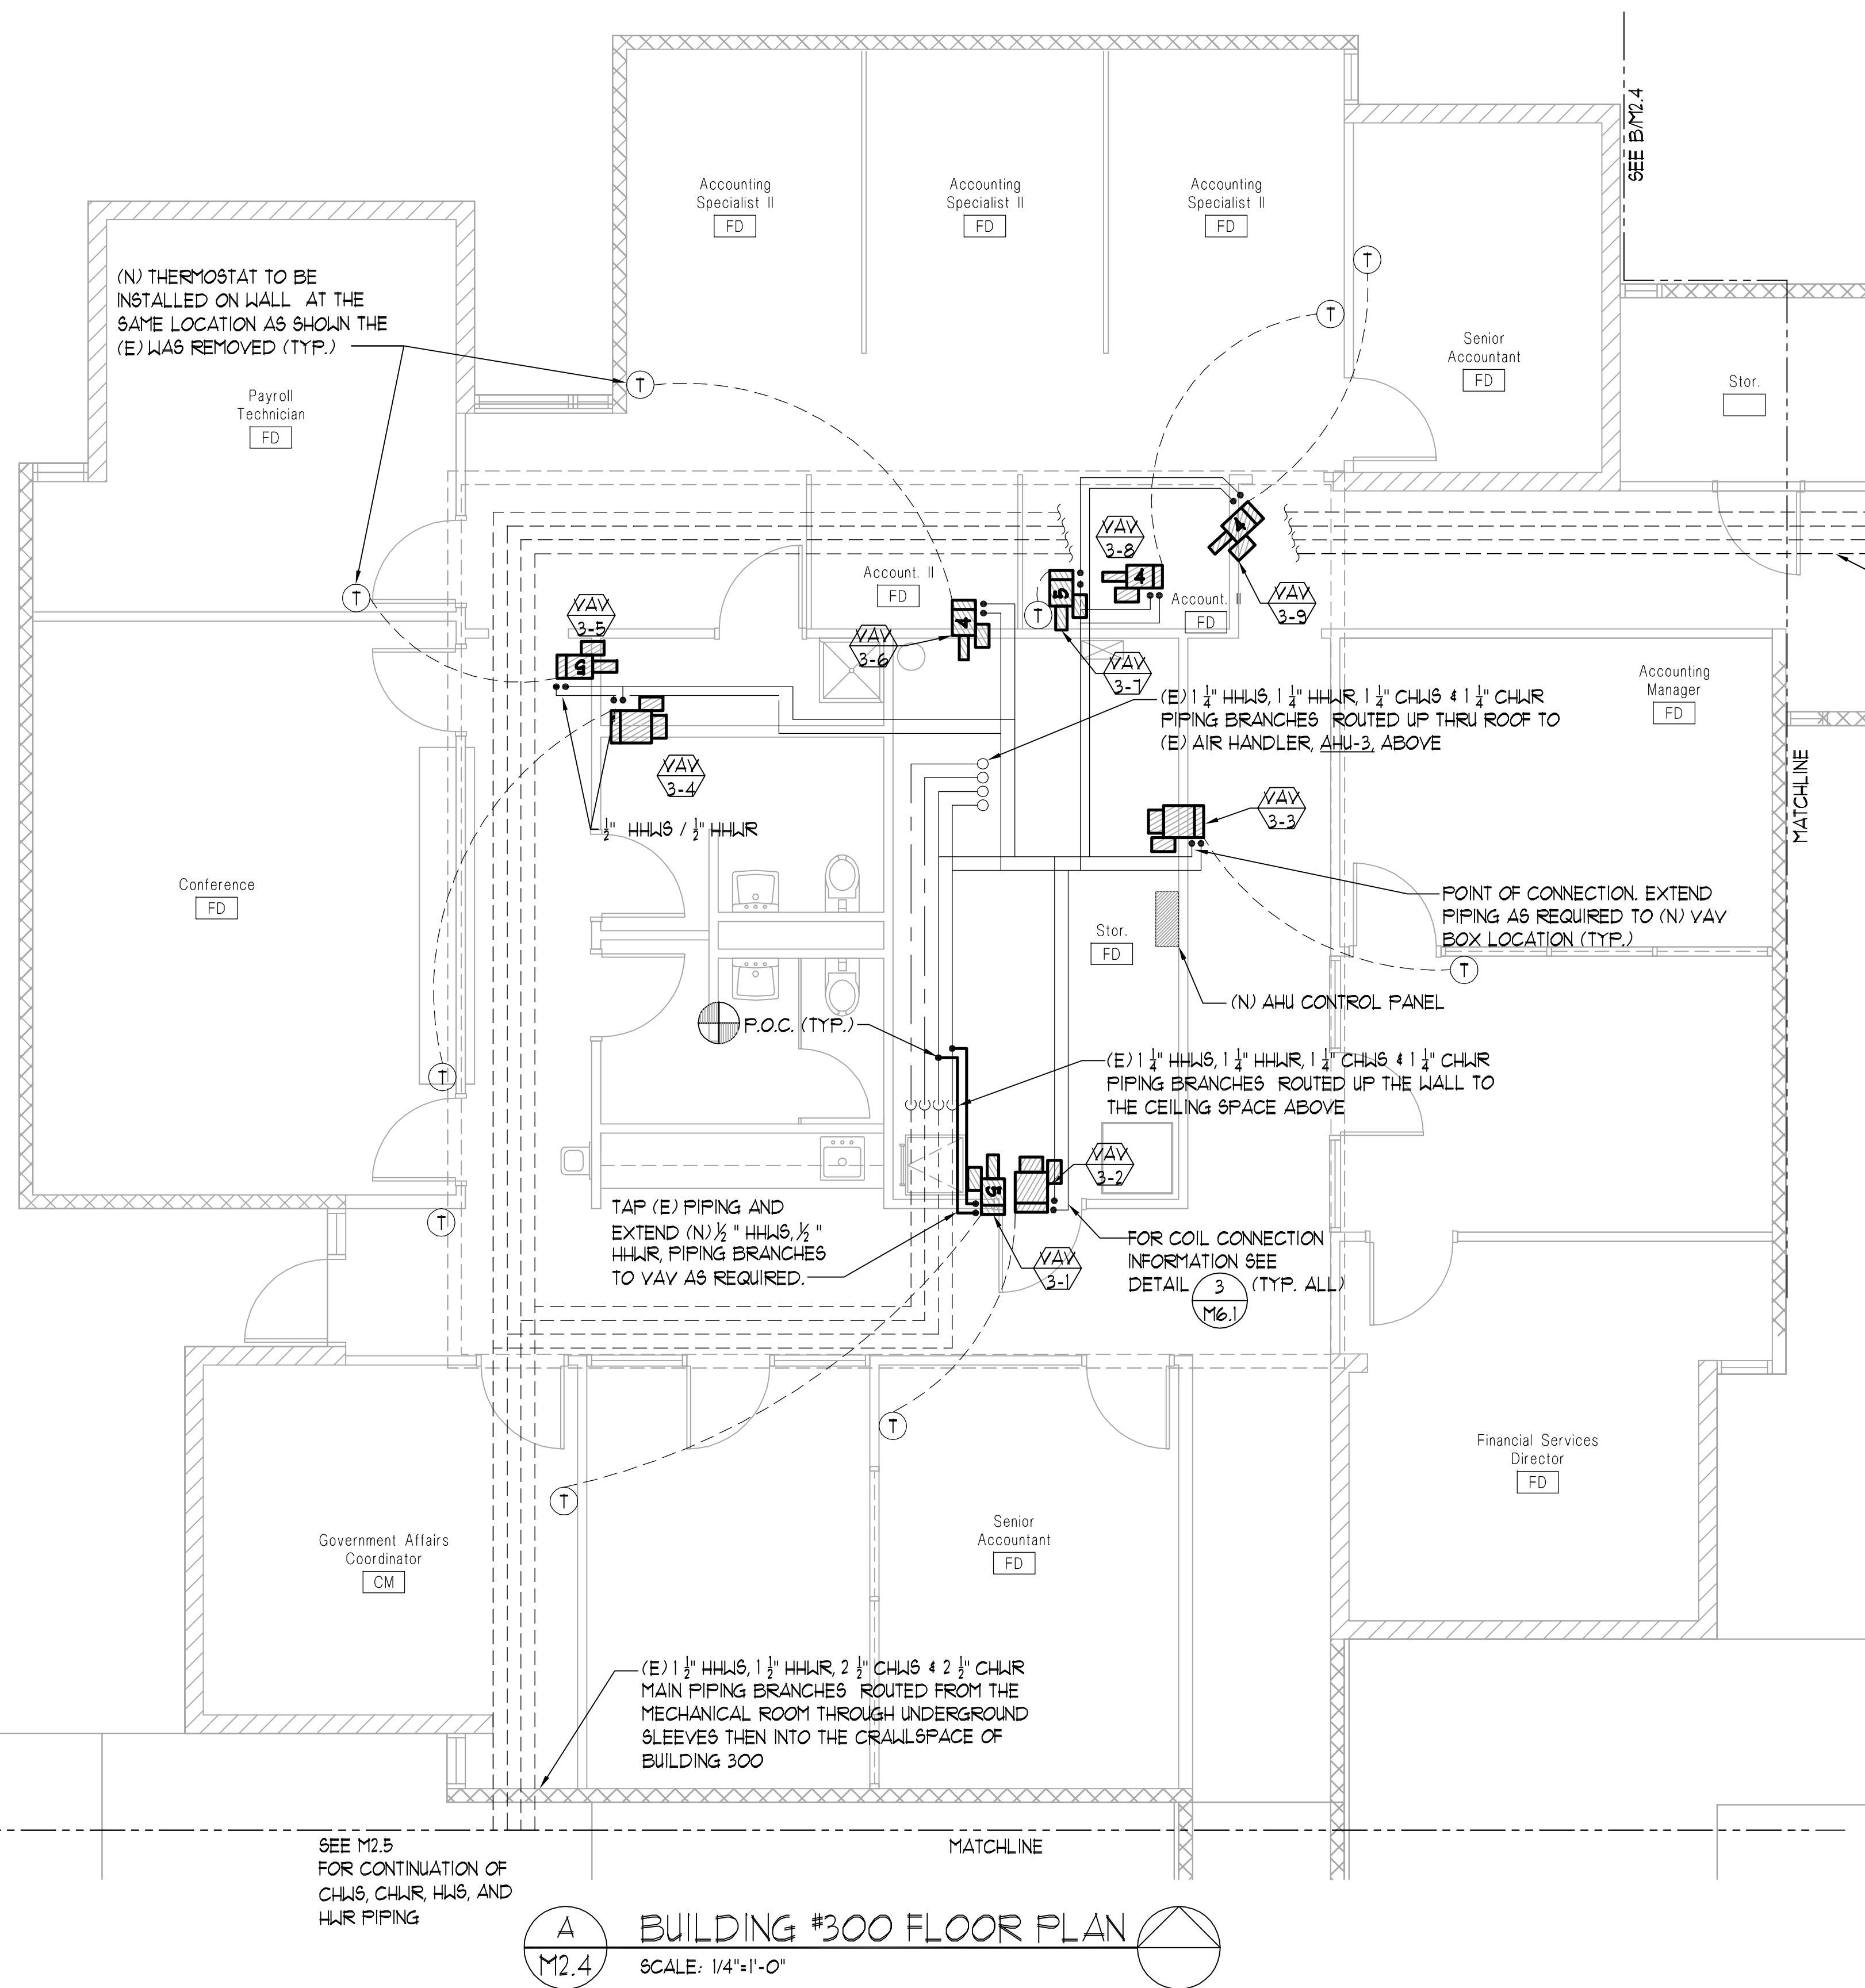 SEE B/M2.4
Accounting
Specialist II
FD
Accounting
Specialist II
FD
Accounting
Specialist II
FD
(N) THERMOSTAT TO BE
INSTALLED ON WALL AT THE
SAME LOCATION AS SHOWN THE
(E) WAS REMOVED (TYP.)
T
T
T
T
Senior
Accountant
FD
Stor.
Payroll
Technician
FD
VAV
3-8
4
4
Account. II
FD
5
4
T
Account. II
FD
VAV
3-9
VAV
3-5
VAV
3-6
VAV
3-7
5
Accounting
Manager
FD
(E) 1 1/4" HHWS, 1 1/4" HHWR, 1 1/4" CHWS & 1 1/4" CHWR
PIPING BRANCHES ROUTED UP THRU ROOF TO
(E) AIR HANDLER, AHU-3, ABOVE
MATCHLINE
VAV
3-4
VAV
3-3
1/2" HHWS / 1/2" HHWR
Conference
FD
POINT OF CONNECTION. EXTEND
PIPING AS REQUIRED TO (N) VAV
BOX LOCATION (TYP.)
Stor.
FD
T
(N) AHU CONTROL PANEL
P.O.C. (TYP.)
T
(E) 1 1/4" HHWS, 1 1/4" HHWR, 1 1/4" CHWS & 1 1/4" CHWR
PIPING BRANCHES ROUTED UP THE WALL TO
THE CEILING SPACE ABOVE
VAV
3-2
5
TAP (E) PIPING AND
EXTEND (N) ½ " HHWS, ½ "
HHWR, PIPING BRANCHES
TO VAV AS REQUIRED.
T
VAV
3-1
FOR COIL CONNECTION
INFORMATION SEE
DETAIL 3 (TYP. ALL)
M6.1
T
T
Financial Services
Director
FD
Government Affairs
Coordinator
CM
Senior
Accountant
FD
(E) 1 1/2" HHWS, 1 1/2" HHWR, 2 1/2" CHWS & 2 1/2" CHWR
MAIN PIPING BRANCHES ROUTED FROM THE
MECHANICAL ROOM THROUGH UNDERGROUND
SLEEVES THEN INTO THE CRAWLSPACE OF
BUILDING 300
SEE M2.5
FOR CONTINUATION OF
CHWS, CHWR, HWS, AND
HWR PIPING
MATCHLINE
A
M2.4
BUILDING #300 FLOOR PLAN
SCALE: 1/4"=1'-0"